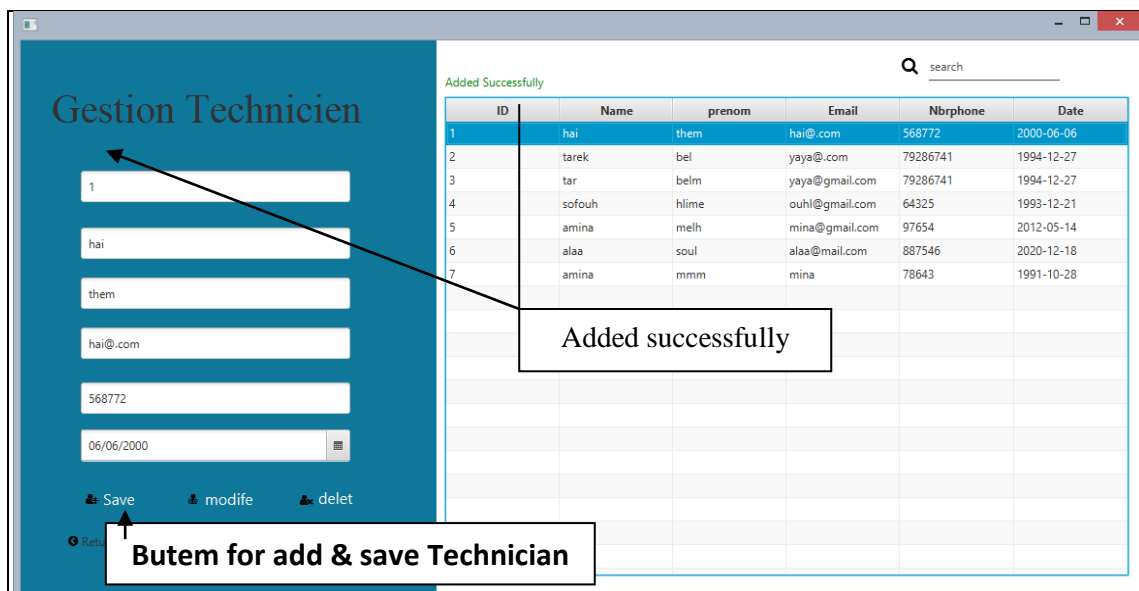 search
Added Successfully
Gestion Technicien
ID Name prenom Email Nbrphone Date
1 hai them hai@.com 568772 2000-06-06
2 tarek bel yaya@.com 79286741 1994-12-27
3 tar belm yaya@gmail.com 79286741 1994-12-27
4 sofouh hlime ouhl@gmail.com 64325 1993-12-21
5 amina melh mina@gmail.com 97654 2012-05-14
6 alaa soul alaa@mail.com 887546 2020-12-18
7 amina mmm mina 78643 1991-10-28
1
hai
them
hai@.com
568772
06/06/2000
Added successfully
Save modife delet
Butem for add & save Technician